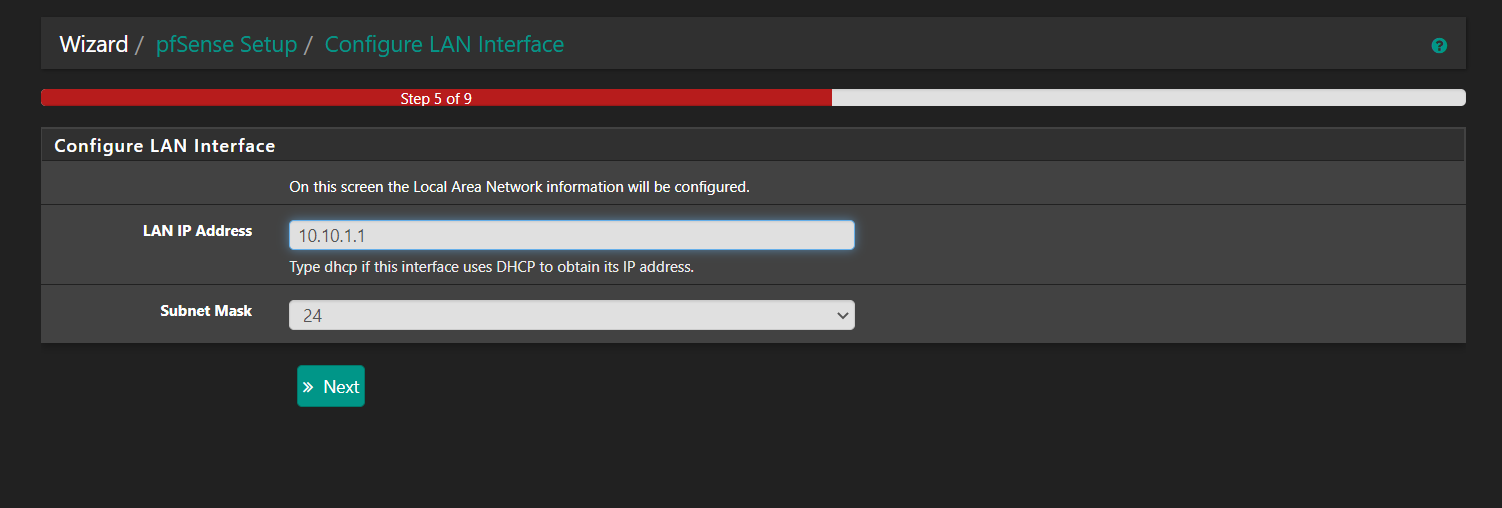 Wizard / pfSense Setup / Configure LAN Interface
Step 5 of 9
Configure LAN Interface
On this screen the Local Area Network information will be configured.
LAN IP Address
10.10.1.1
Type dhcp if this interface uses DHCP to obtain its IP address.
Subnet Mask
24
» Next